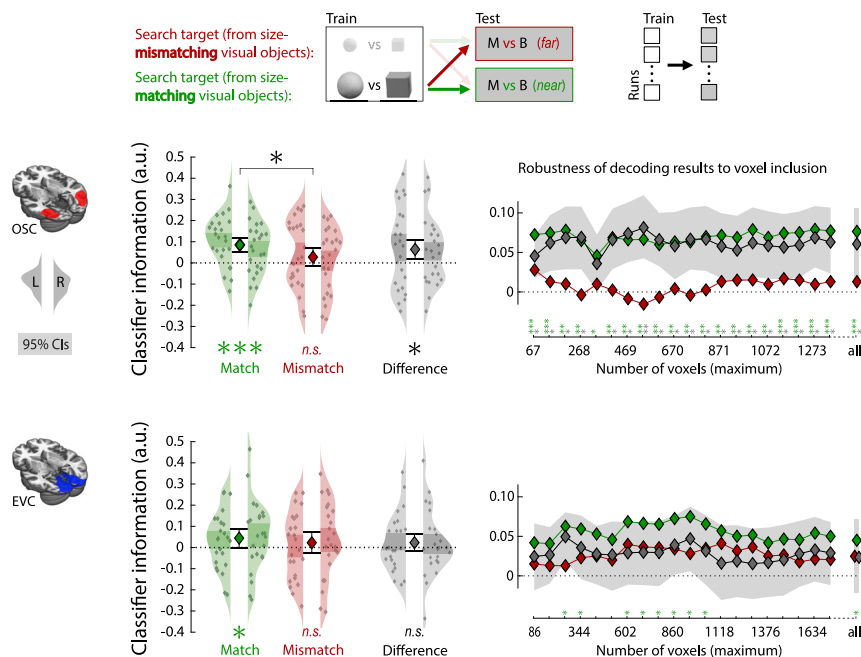 Train
Test
Train
Test
Search target (from size-
mismatching visual objects):
vs
M vs B (far)
Search target (from size-
matching visual objects):
vs
M vs B (near)
Runs
Classifier information (a.u.)
0.5
0.4
0.3
0.2
0.1
0
-0.1
-0.2
-0.3
-0.4
*
OSC
L
R
95% CIs
***
n.s.
*
Match
Mismatch
Difference
Robustness of decoding results to voxel inclusion
0.10
0.05
0
67
268
469
670
871
1072
1273
all
Number of voxels (maximum)
EVC
Classifier information (a.u.)
0.5
0.4
0.3
0.2
0.1
0
-0.1
-0.2
-0.3
-0.4
*
n.s.
n.s.
Match
Mismatch
Difference
0.10
0.05
0
86
344
602
860
1118
1376
1634
all
Number of voxels (maximum)